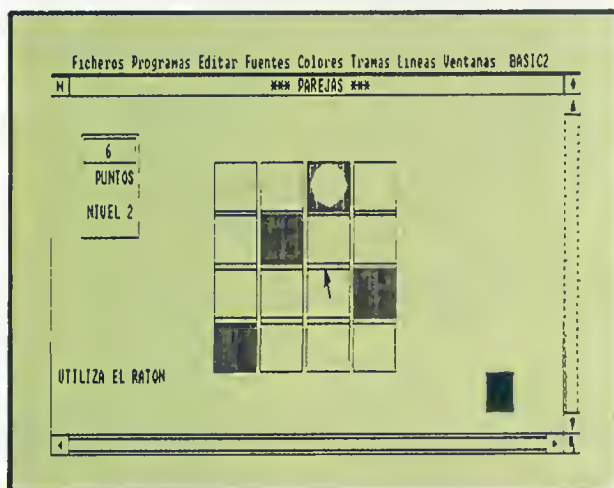 Ficheros Programas Editar Fuentes Colores Tramas Lineas Ventanas BASIC2
*** PAREJAS ***
6
PUNTOS
NIVEL 2
UTILIZA EL RATON